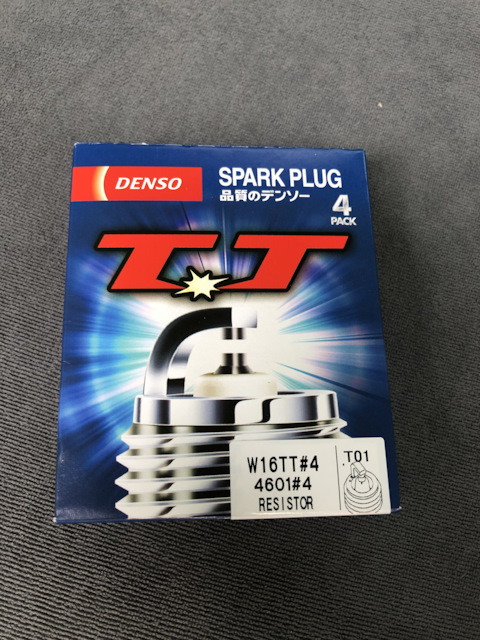 DENSO
SPARK PLUG
品質のデンソー
4
PACK
TT
W16TT#4
4601#4
RESISTOR
T01